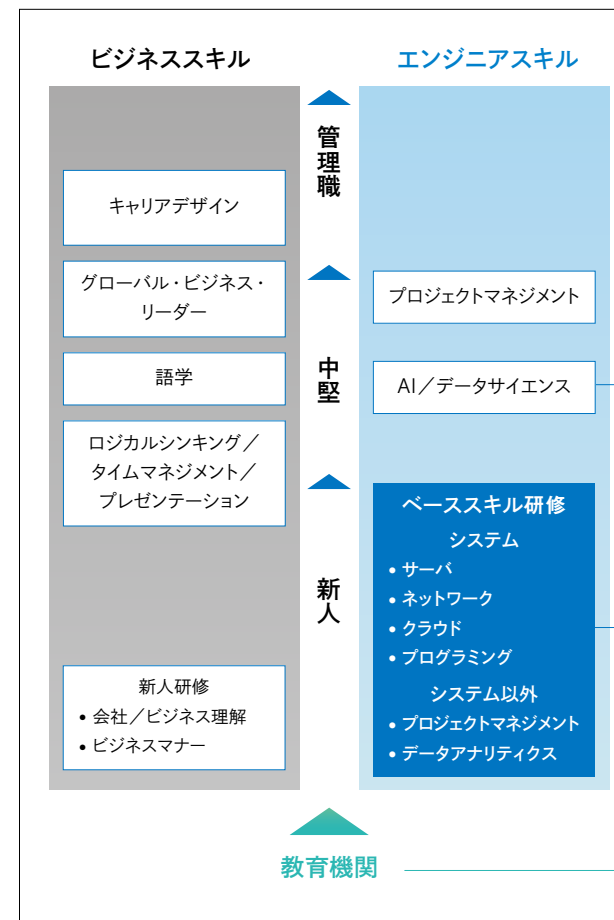 ビジネススキル
キャリアデザイン
グローバル・ビジネス・
リーダー
語学
ロジカルシンキング／
タイムマネジメント／
プレゼンテーション
新人研修
• 会社／ビジネス理解
• ビジネスマナー
管理職
中堅
新人
エンジニアスキル
プロジェクトマネジメント
AI／データサイエンス
ベーススキル研修
システム
• サーバ
• ネットワーク
• クラウド
• プログラミング
システム以外
• プロジェクトマネジメント
• データアナリティクス
教育機関